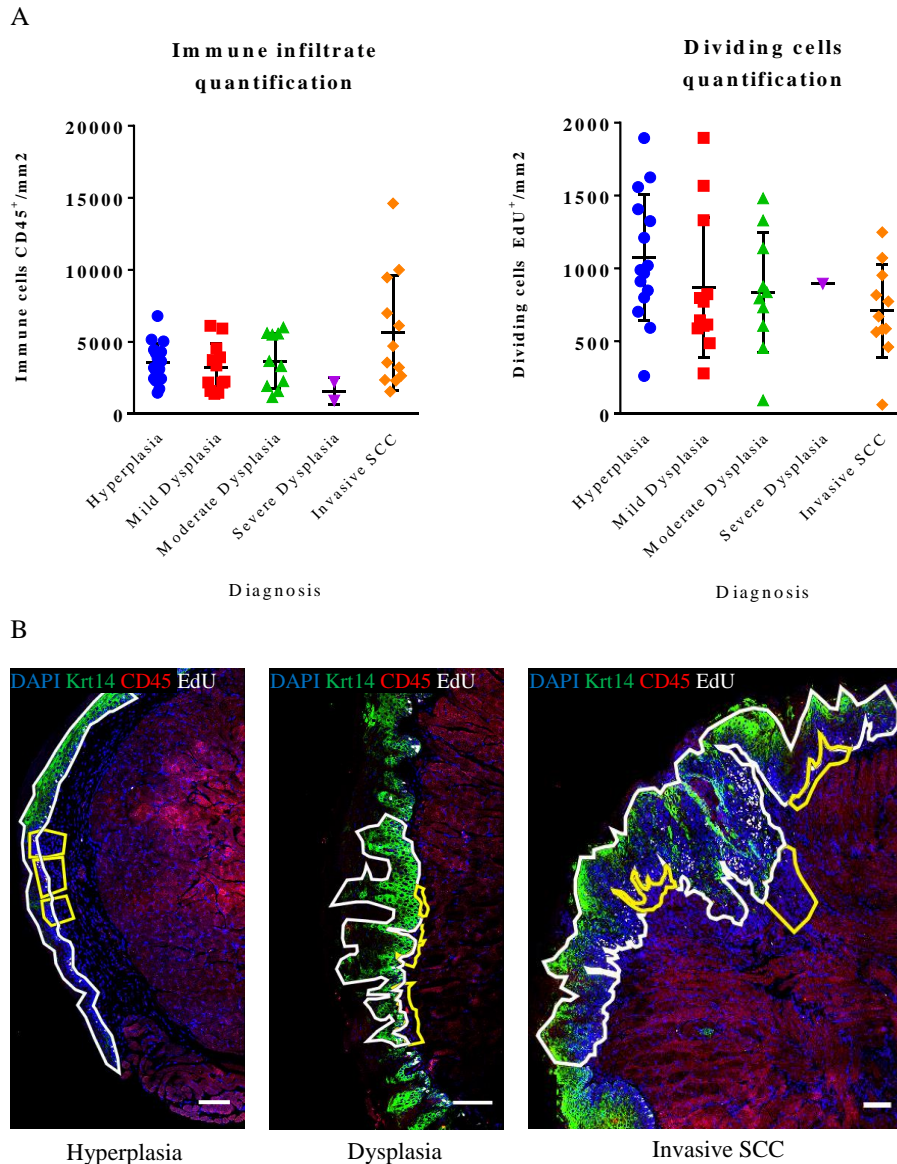 A
Immune infiltrate
quantification
Immune cells CD45+/mm2
20000
15000
10000
5000
0
Hyperplasia
Mild Dysplasia
Moderate Dysplasia
Severe Dysplasia
Invasive SCC
Diagnosis
Dividing cells
quantification
Dividing cells EdU+/mm2
2000
1500
1000
500
0
Hyperplasia
Mild Dysplasia
Moderate Dysplasia
Severe Dysplasia
Invasive SCC
Diagnosis
B
DAPI Krt14 CD45 EdU
Hyperplasia
DAPI Krt14 CD45 EdU
Dysplasia
DAPI Krt14 CD45 EdU
Invasive SCC